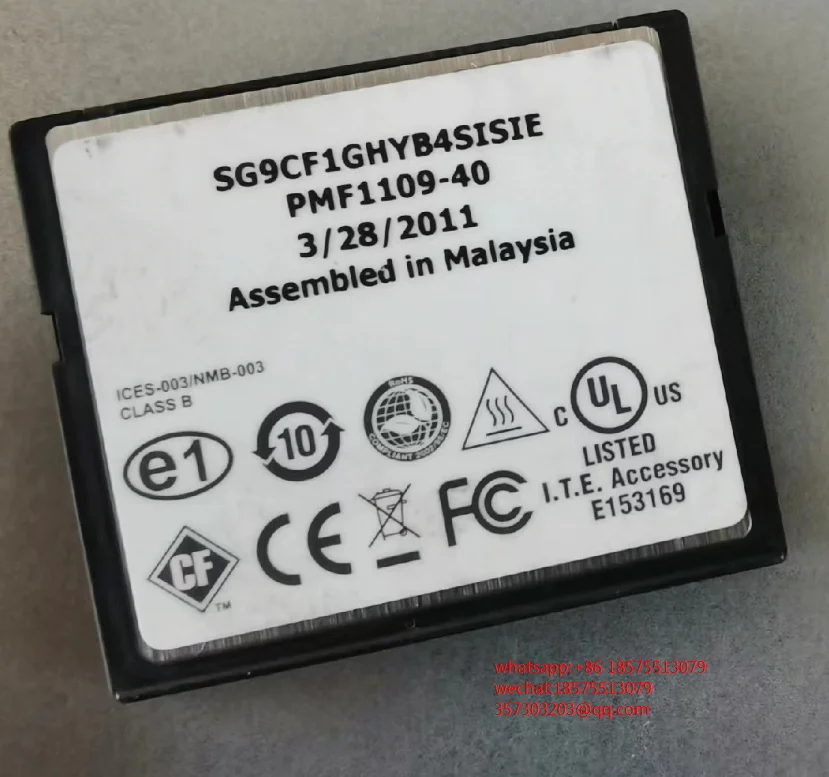 SG9CF1GHYB4SISIE
PMF1109-40
3/28/2011
Assembled in Malaysia
ICES-003/NMB-003
CLASS B
e1
10
RoHS
COMPLIANT 2002/95/EC
C UL US
LISTED
I.T.E. Accessory
E153169
CF
TM
CE
FC
whatsapp:+86 18575513079
wechat:18575513079
357303203@qq.com